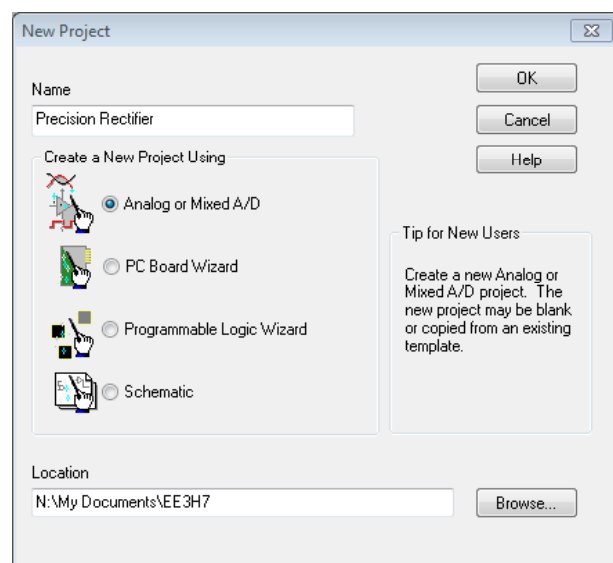 New Project
OK
Name
Precision Rectifier
Cancel
Create a New Project Using
Help
Analog or Mixed A/D
Tip for New Users
PC Board Wizard
Create a new Analog or
Mixed A/D project. The
new project may be blank
or copied from an existing
template.
Programmable Logic Wizard
Schematic
Location
N:\My Documents\EE3H7
Browse...